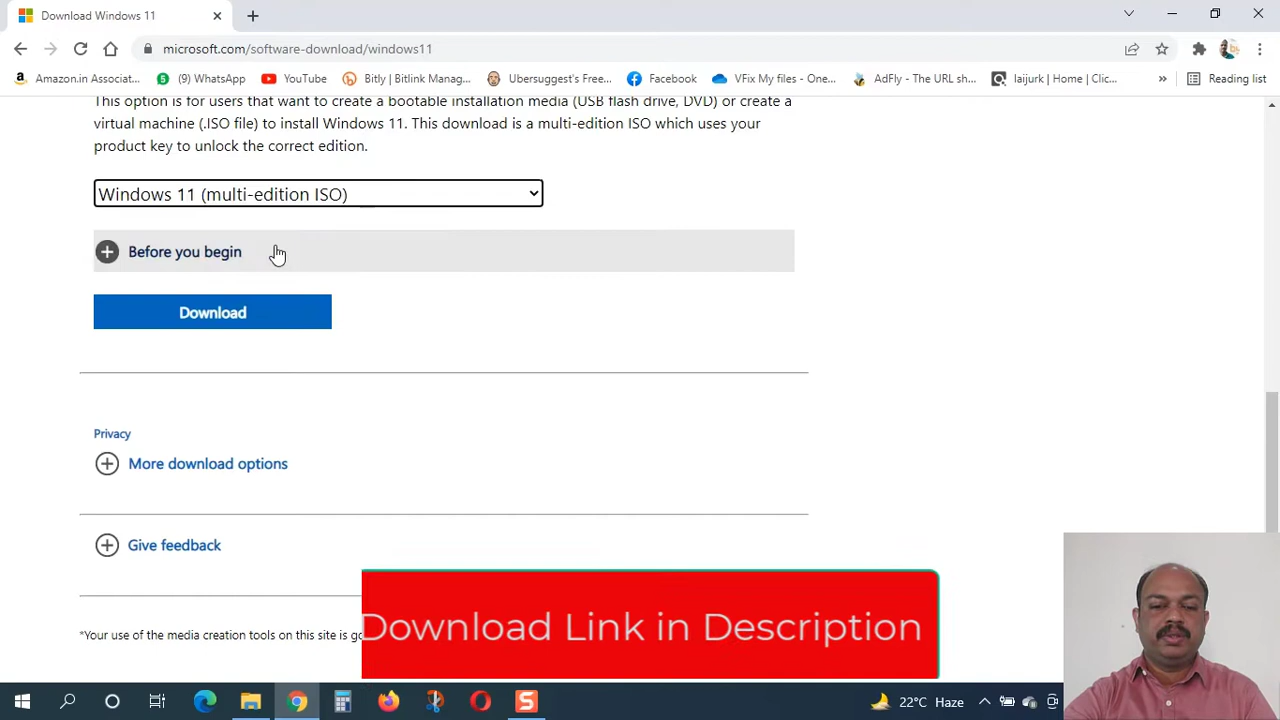 Download Windows 11
microsoft.com/software-download/windows11
Amazon.in Associat...
(9) WhatsApp
YouTube
Bitly | Bitlink Manag...
Ubersuggest's Free...
Facebook
VFix My files - One...
AdFly - The URL sh...
laijurk | Home | Clic...
»
Reading list
This option is for users that want to create a bootable installation media (USB flash drive, DVD) or create a
virtual machine (.ISO file) to install Windows 11. This download is a multi-edition ISO which uses your
product key to unlock the correct edition.
Windows 11 (multi-edition ISO)
Before you begin
Download
Privacy
More download options
Give feedback
Download Link in Description
*Your use of the media creation tools on this site is go
22°C Haze